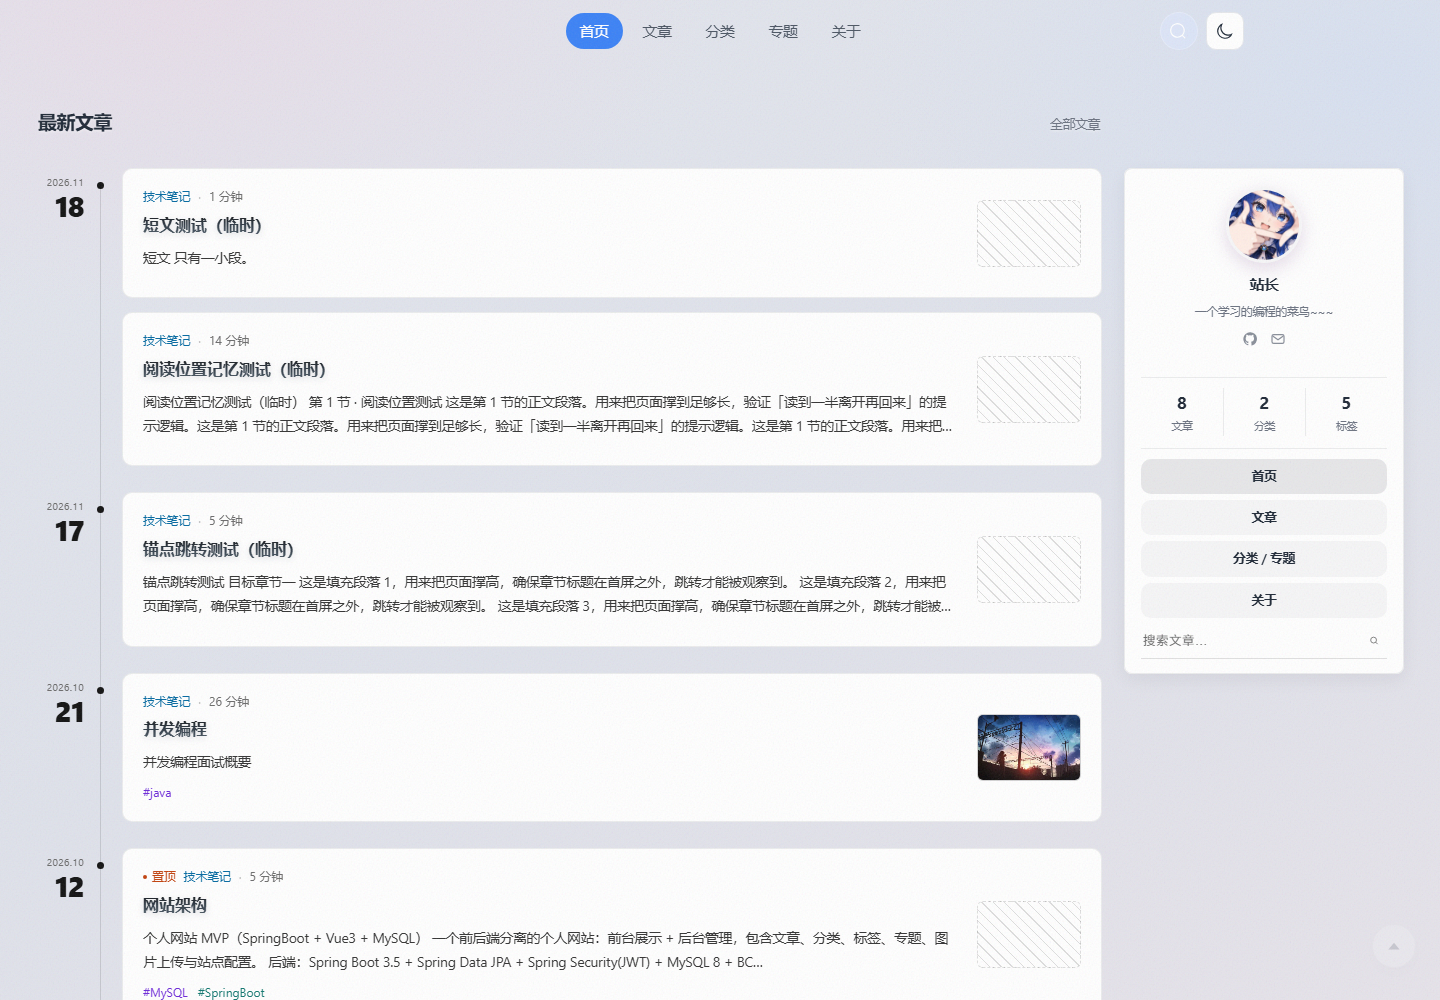 首页 文章 分类 专题 关于
最新文章
全部文章
2026.11
18
技术笔记 · 1 分钟
短文测试（临时）
短文 只有一小段。
技术笔记 · 14 分钟
阅读位置记忆测试（临时）
阅读位置记忆测试（临时） 第 1 节 · 阅读位置测试 这是第 1 节的正文段落。用来把页面撑到足够长，验证「读到一半离开再回来」的提
示逻辑。这是第 1 节的正文段落。用来把页面撑到足够长，验证「读到一半离开再回来」的提示逻辑。这是第 1 节的正文段落。用来把...
2026.11
17
技术笔记 · 5 分钟
锚点跳转测试（临时）
锚点跳转测试 目标章节一 这是填充段落 1，用来把页面撑高，确保章节标题在首屏之外，跳转才能被观察到。 这是填充段落 2，用来把
页面撑高，确保章节标题在首屏之外，跳转才能被观察到。 这是填充段落 3，用来把页面撑高，确保章节标题在首屏之外，跳转才能被...
2026.10
21
技术笔记 · 26 分钟
并发编程
并发编程面试概要
#java
2026.10
12
置顶 技术笔记 · 5 分钟
网站架构
个人网站 MVP（SpringBoot + Vue3 + MySQL） 一个前后端分离的个人网站：前台展示 + 后台管理，包含文章、分类、标签、专题、图
片上传与站点配置。 后端：Spring Boot 3.5 + Spring Data JPA + Spring Security(JWT) + MySQL 8 + BC...
#MySQL #SpringBoot
站长
一个学习的编程的菜鸟~~~
8 2 5
文章 分类 标签
首页
文章
分类 / 专题
关于
搜索文章...